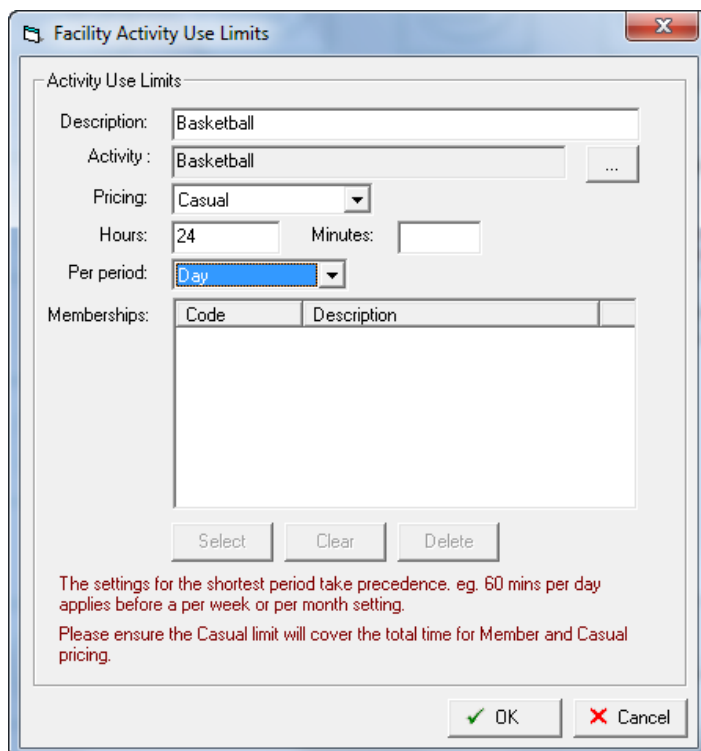 Facility Activity Use Limits
Activity Use Limits
Description: Basketball
Activity : Basketball ...
Pricing: Casual
Hours: 24 Minutes:
Per period: Day
Memberships: Code Description
Select Clear Delete
The settings for the shortest period take precedence. eg. 60 mins per day
applies before a per week or per month setting.
Please ensure the Casual limit will cover the total time for Member and Casual
pricing.
OK Cancel